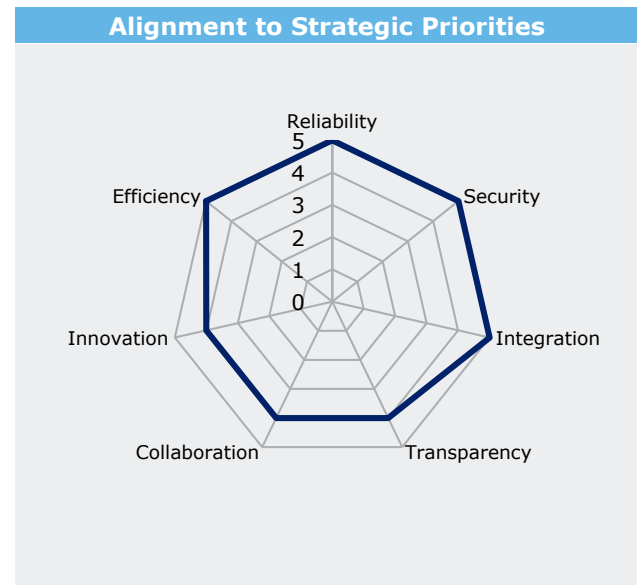 Alignment to Strategic Priorities
Reliability
5
4
Efficiency
Security
3
2
1
0
Innovation
Integration
Collaboration
Transparency